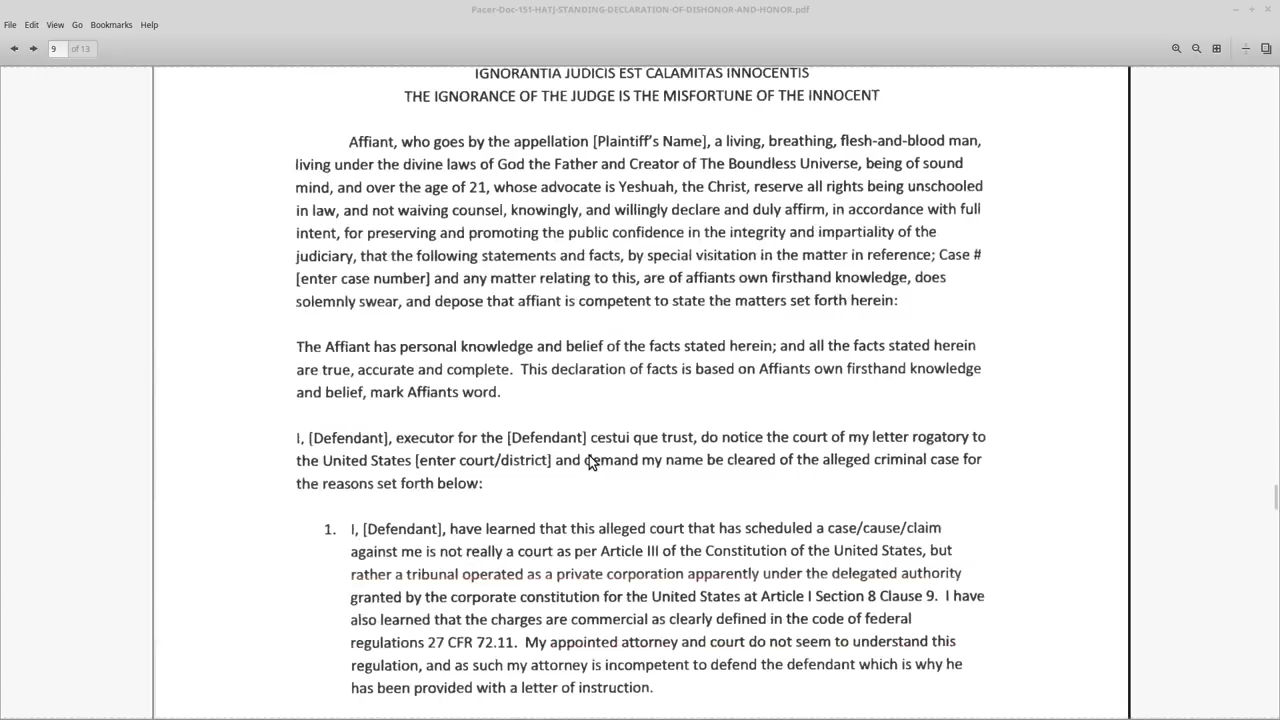 Pacer-Doc-151-HATJ-STANDING-DECLARATION-OF-DISHONOR-AND-HONOR.pdf
File Edit View Go Bookmarks Help
9 of 13
IGNORANTIA JUDICIS EST CALAMITAS INNOCENTIS
THE IGNORANCE OF THE JUDGE IS THE MISFORTUNE OF THE INNOCENT
Affiant, who goes by the appellation [Plaintiff's Name], a living, breathing, flesh-and-blood man,
living under the divine laws of God the Father and Creator of The Boundless Universe, being of sound
mind, and over the age of 21, whose advocate is Yeshuah, the Christ, reserve all rights being unschooled
in law, and not waiving counsel, knowingly, and willingly declare and duly affirm, in accordance with full
intent, for preserving and promoting the public confidence in the integrity and impartiality of the
judiciary, that the following statements and facts, by special visitation in the matter in reference; Case #
[enter case number] and any matter relating to this, are of affiants own firsthand knowledge, does
solemnly swear, and depose that affiant is competent to state the matters set forth herein:
The Affiant has personal knowledge and belief of the facts stated herein; and all the facts stated herein
are true, accurate and complete. This declaration of facts is based on Affiants own firsthand knowledge
and belief, mark Affiants word.
I, [Defendant], executor for the [Defendant] cestui que trust, do notice the court of my letter rogatory to
the United States [enter court/district] and demand my name be cleared of the alleged criminal case for
the reasons set forth below:
1. I, [Defendant], have learned that this alleged court that has scheduled a case/cause/claim
against me is not really a court as per Article III of the Constitution of the United States, but
rather a tribunal operated as a private corporation apparently under the delegated authority
granted by the corporate constitution for the United States at Article I Section 8 Clause 9. I have
also learned that the charges are commercial as clearly defined in the code of federal
regulations 27 CFR 72.11. My appointed attorney and court do not seem to understand this
regulation, and as such my attorney is incompetent to defend the defendant which is why he
has been provided with a letter of instruction.